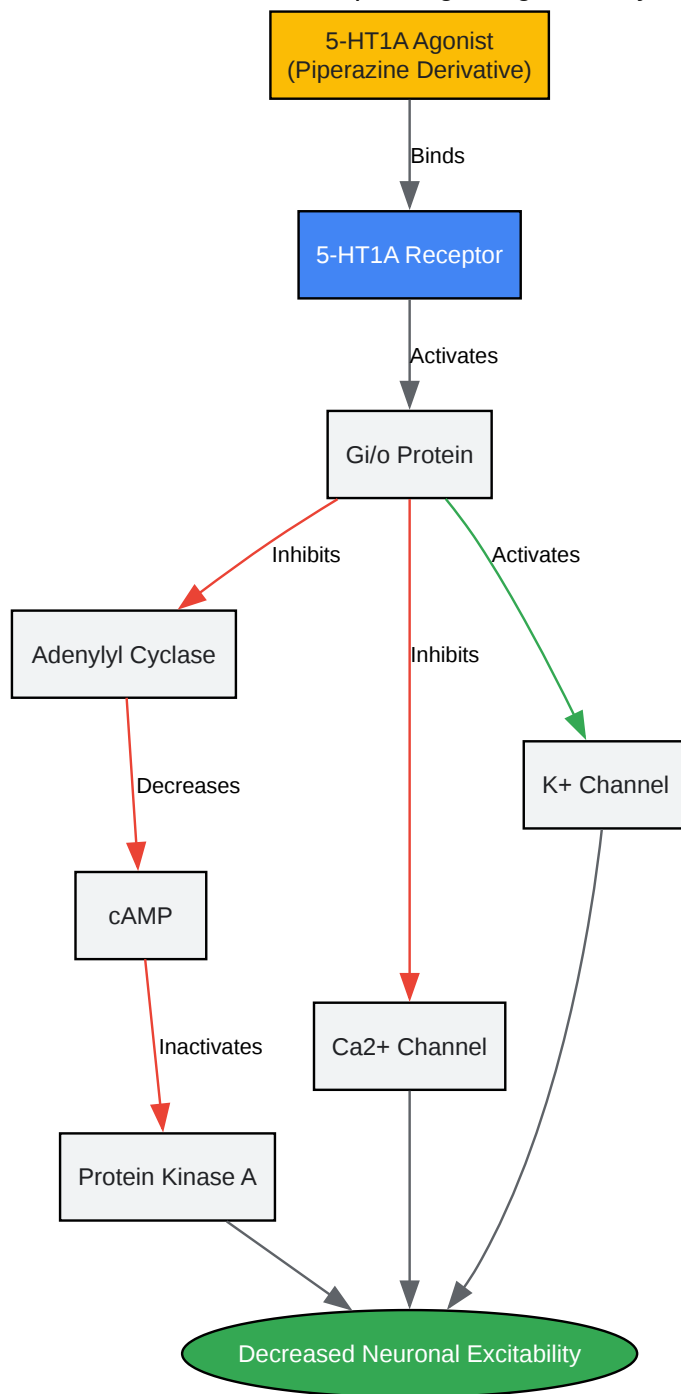 5-HT1A Agonist
(Piperazine Derivative)
Binds
5-HT1A Receptor
Activates
Gi/o Protein
Inhibits
Activates
Adenylyl Cyclase
Inhibits
Decreases
K+ Channel
cAMP
Inactivates
Ca2+ Channel
Protein Kinase A
Decreased Neuronal Excitability